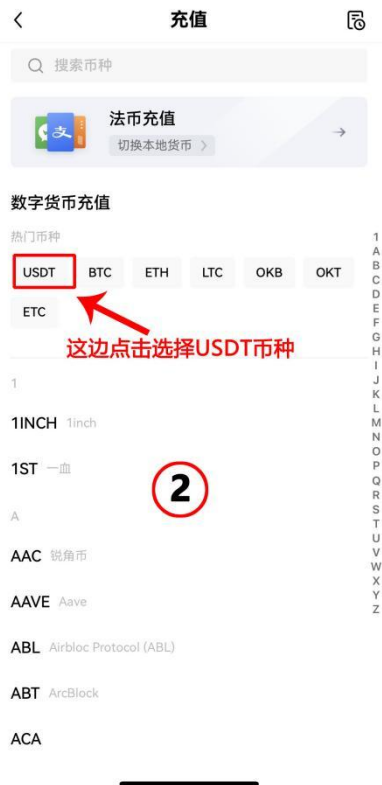 充值
搜索币种
支
法币充值
切换本地货币
数字货币充值
热门币种
USDT BTC ETH LTC OKB OKT
ETC
这边点击选择USDT币种
1
1INCH 1inch
1ST 一血
2
A
AAC 锐角币
AAVE Aave
ABL Airbloc Protocol (ABL)
ABT ArcBlock
ACA
1
A
B
C
D
E
F
G
H
I
J
K
L
M
N
O
P
Q
R
S
T
U
V
W
X
Y
Z